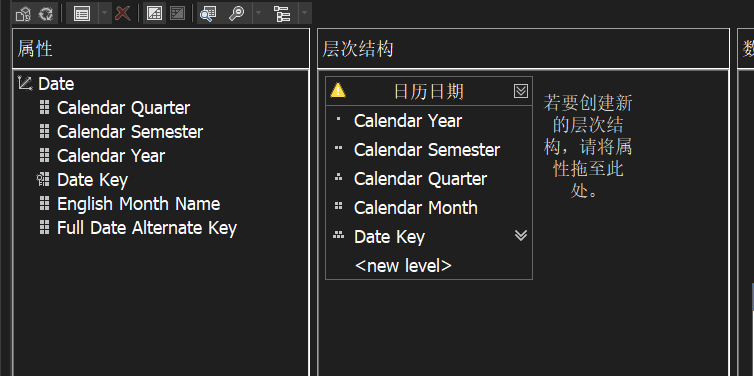 属性
Date
Calendar Quarter
Calendar Semester
Calendar Year
Date Key
English Month Name
Full Date Alternate Key
层次结构
日历日期
Calendar Year
Calendar Semester
Calendar Quarter
Calendar Month
Date Key
<new level>
若要创建新
的层次结
构，请将属
性拖至此
处。